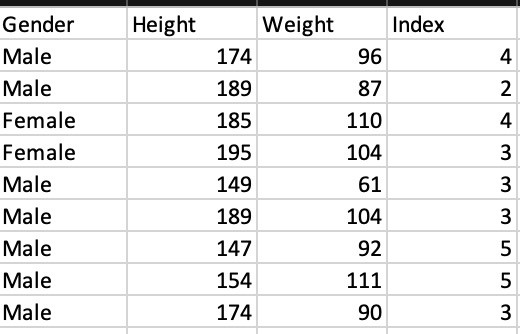 Gender Height Weight Index
Male 174 96 4
Male 189 87 2
Female 185 110 4
Female 195 104 3
Male 149 61 3
Male 189 104 3
Male 147 92 5
Male 154 111 5
Male 174 90 3